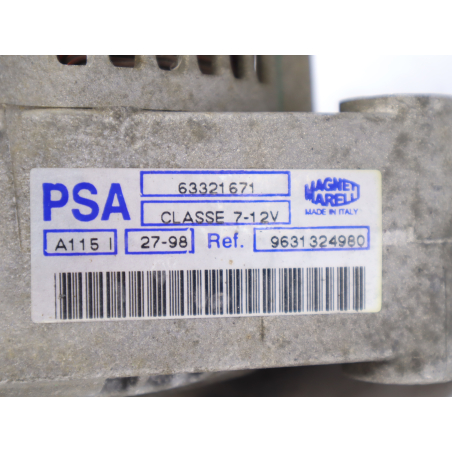 PSA
63321671
CLASSE 7-12V
MAGNETI
MARELLI
MADE IN ITALY
A115 I
27-98
Ref.
9631324980